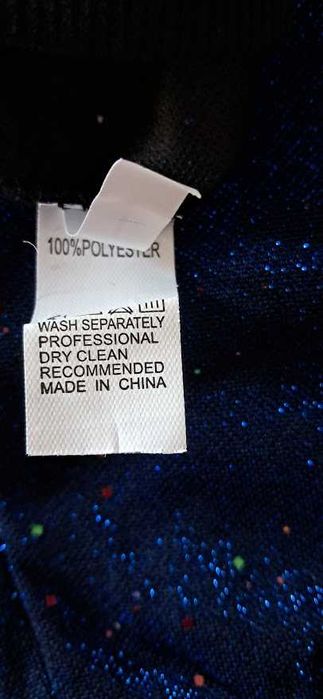 100%POLYESTER
WASH SEPARATELY
PROFESSIONAL
DRY CLEAN
RECOMMENDED
MADE IN CHINA